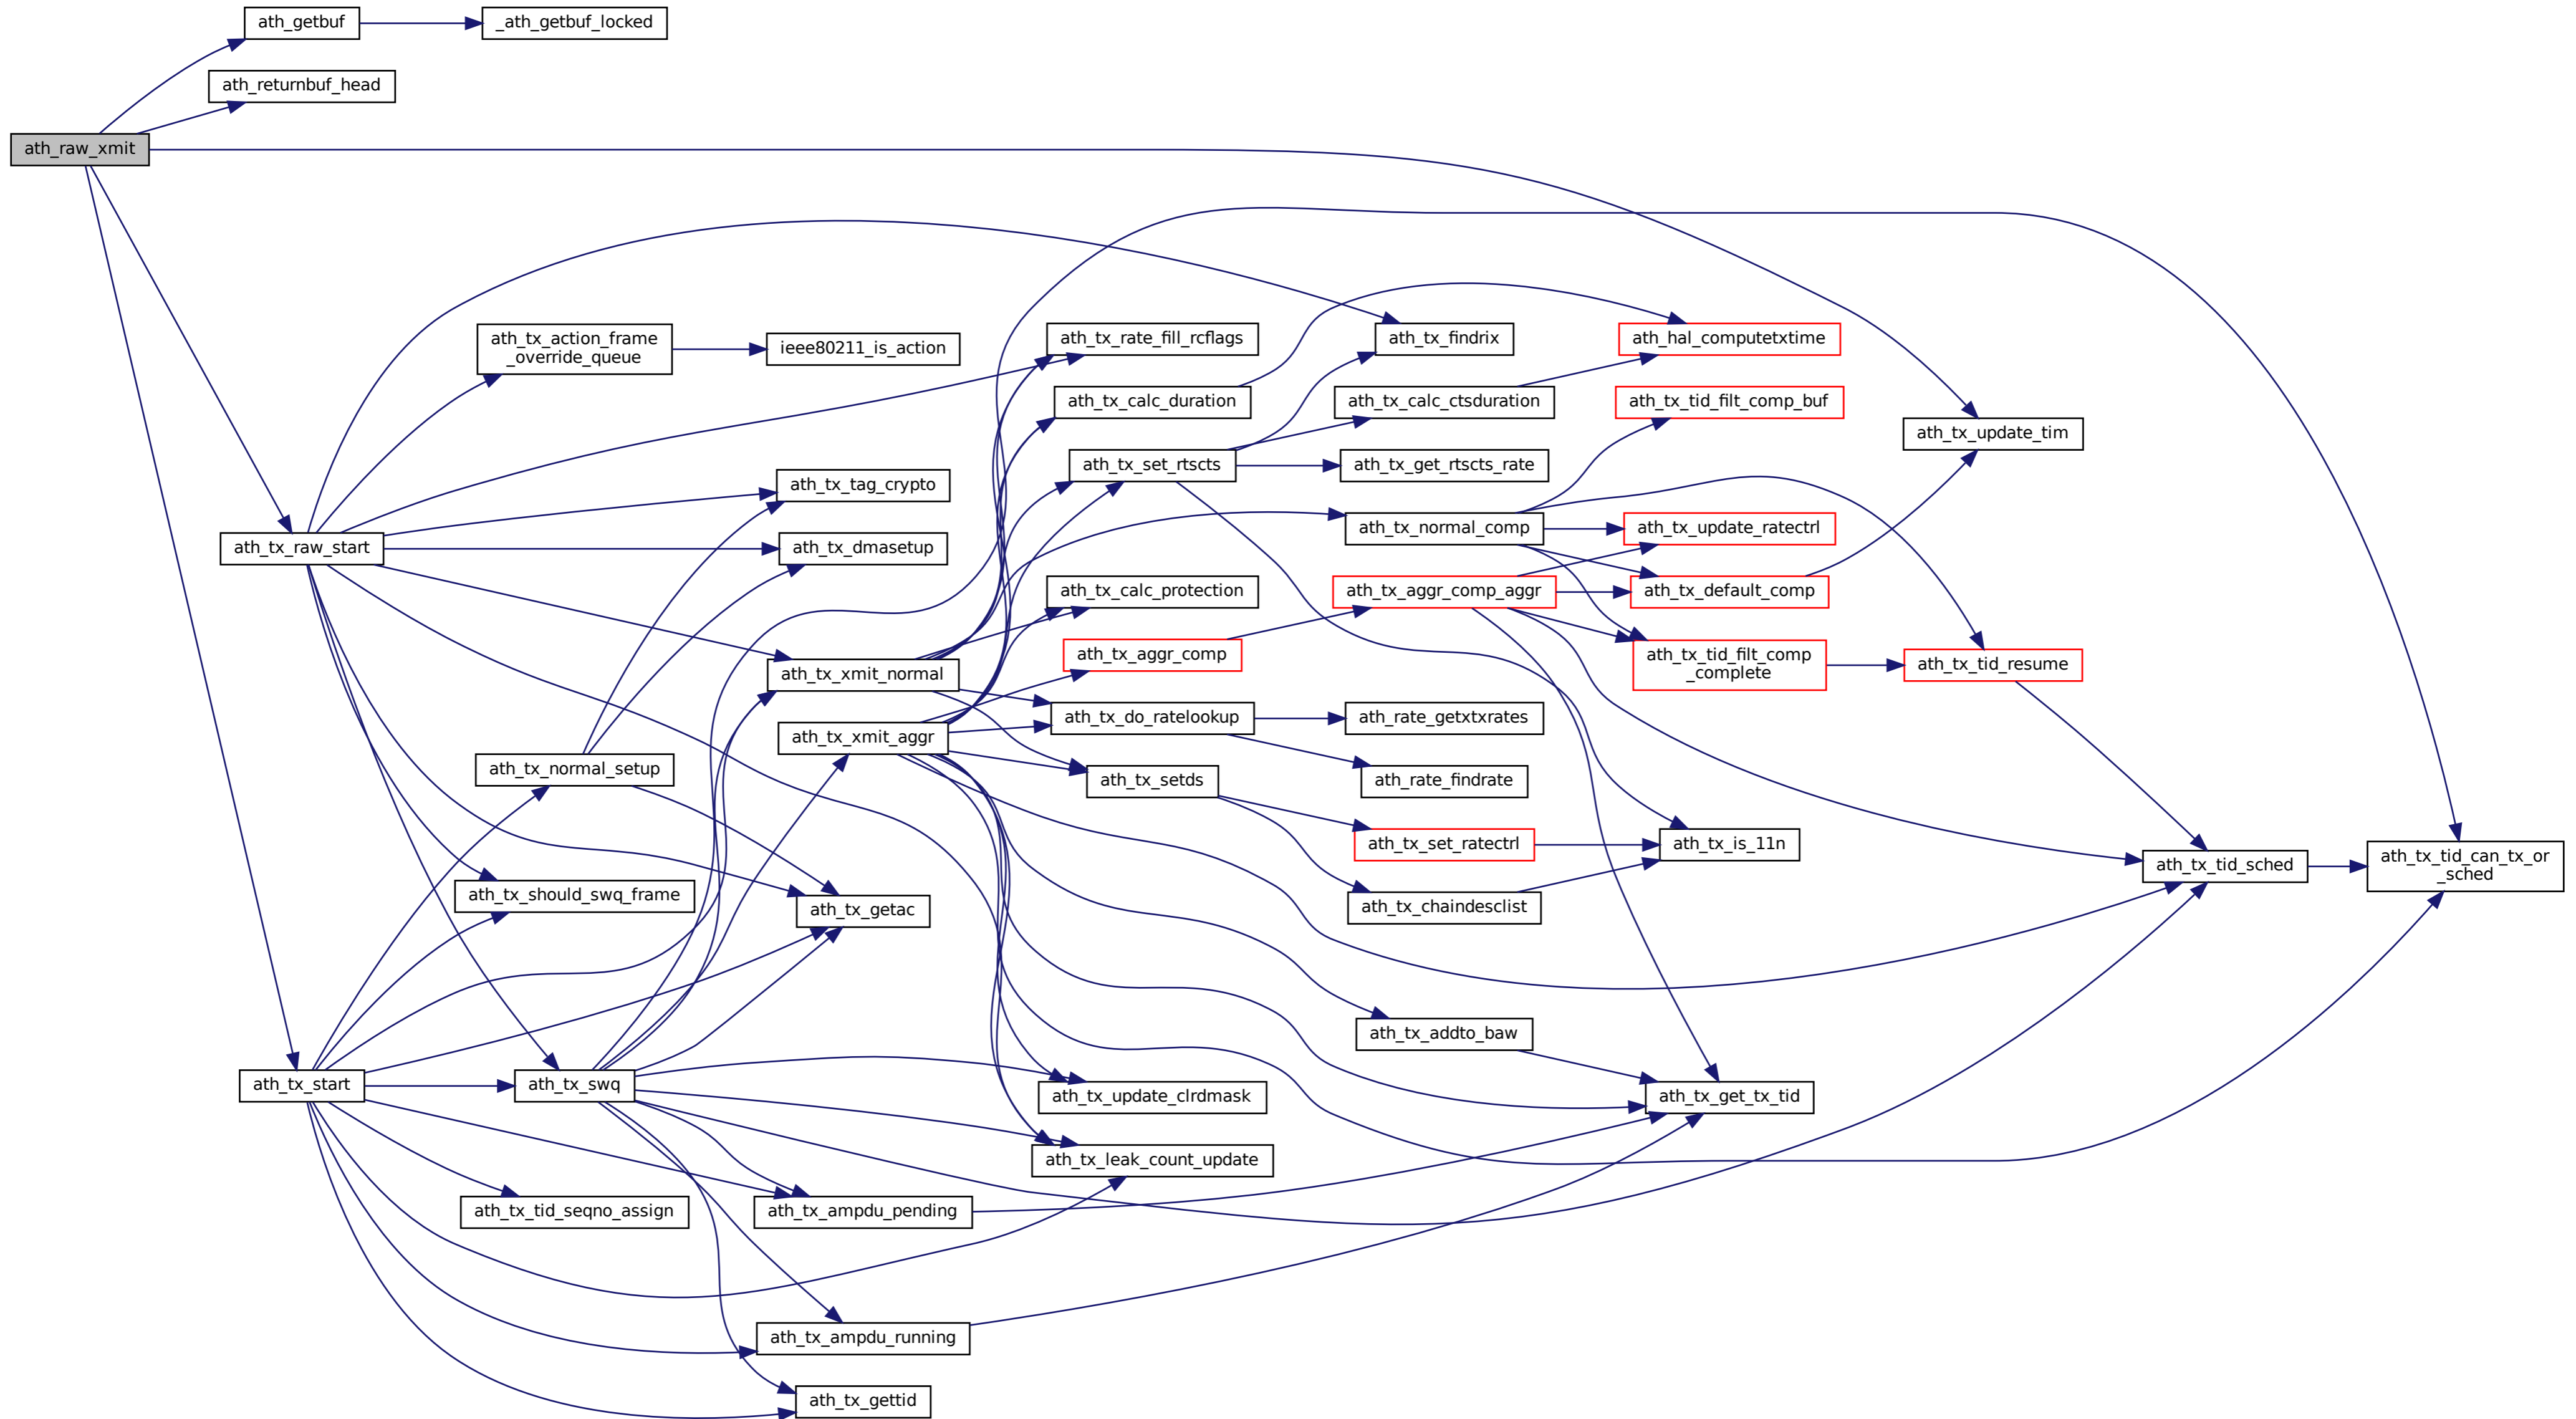 ath_getbuf
_ath_getbuf_locked
ath_returnbuf_head
ath_raw_xmit
ath_tx_action_frame
_override_queue
ieee80211_is_action
ath_tx_rate_fill_rcflags
ath_tx_findrix
ath_hal_computetxtime
ath_tx_calc_duration
ath_tx_calc_ctsduration
ath_tx_tid_filt_comp_buf
ath_tx_update_tim
ath_tx_set_rtscts
ath_tx_get_rtscts_rate
ath_tx_tag_crypto
ath_tx_normal_comp
ath_tx_update_ratectrl
ath_tx_raw_start
ath_tx_dmasetup
ath_tx_calc_protection
ath_tx_aggr_comp_aggr
ath_tx_default_comp
ath_tx_aggr_comp
ath_tx_tid_filt_comp
_complete
ath_tx_tid_resume
ath_tx_xmit_normal
ath_tx_do_ratelookup
ath_rate_getxtxrates
ath_tx_xmit_aggr
ath_tx_normal_setup
ath_tx_setds
ath_rate_findrate
ath_tx_set_ratectrl
ath_tx_is_11n
ath_tx_tid_sched
ath_tx_tid_can_tx_or
_sched
ath_tx_should_swq_frame
ath_tx_getac
ath_tx_chaindesclist
ath_tx_addto_baw
ath_tx_start
ath_tx_swq
ath_tx_update_clrdmask
ath_tx_get_tx_tid
ath_tx_leak_count_update
ath_tx_tid_seqno_assign
ath_tx_ampdu_pending
ath_tx_ampdu_running
ath_tx_gettid